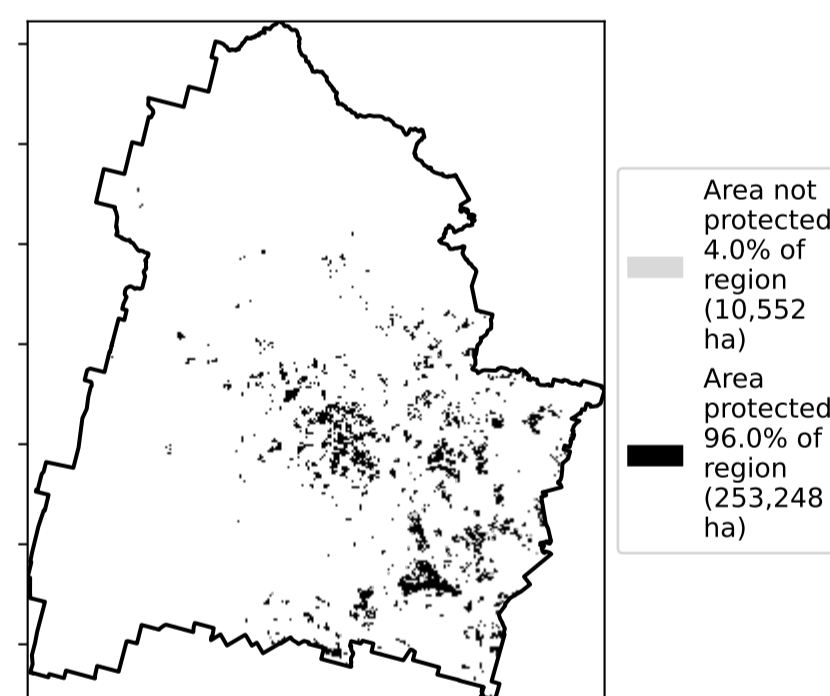 Area not
protected
4.0% of
region
(10,552
ha)
Area
protected
96.0% of
region
(253,248
ha)